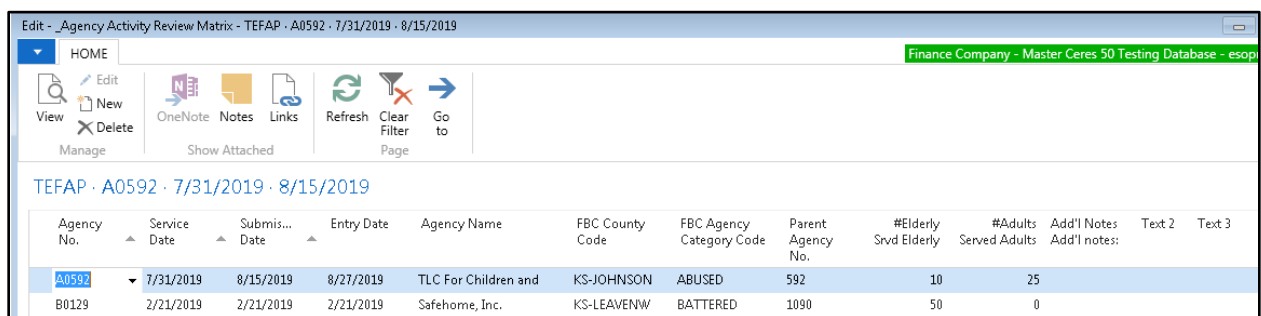 Edit - _Agency Activity Review Matrix - TEFAP · A0592 · 7/31/2019 · 8/15/2019
HOME
Finance Company - Master Ceres 50 Testing Database - esop
View
Edit
New
Delete
OneNote
Notes
Links
Refresh
Clear Filter
Go to
Manage
Show Attached
Page
TEFAP · A0592 · 7/31/2019 · 8/15/2019
Agency No. Service Date Submis... Date Entry Date Agency Name FBC County Code FBC Agency Category Code Parent Agency No. #Elderly Srvd Elderly #Adults Served Adults Add'l Notes Add'l notes: Text 2 Text 3
A0592 7/31/2019 8/15/2019 8/27/2019 TLC For Children and KS-JOHNSON ABUSED 592 10 25
B0129 2/21/2019 2/21/2019 2/21/2019 Safehome, Inc. KS-LEAVENW BATTERED 1090 50 0